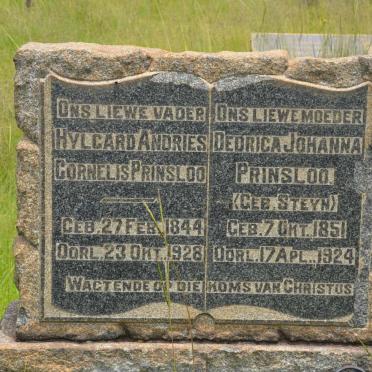 ONS LIEWE VADER
HYLGARD ANDRIES
CORNELIS PRINSLOO
GEB. 27 FEB. 1844
OORL. 23 OKT. 1928
ONS LIEWE MOEDER
DEDRICA JOHANNA
PRINSLOO
(GEB. STEYN)
GEB. 7 OKT. 1851
OORL. 17 APL. 1924
WAGTENDE OP DIE KOMS VAN CHRISTUS